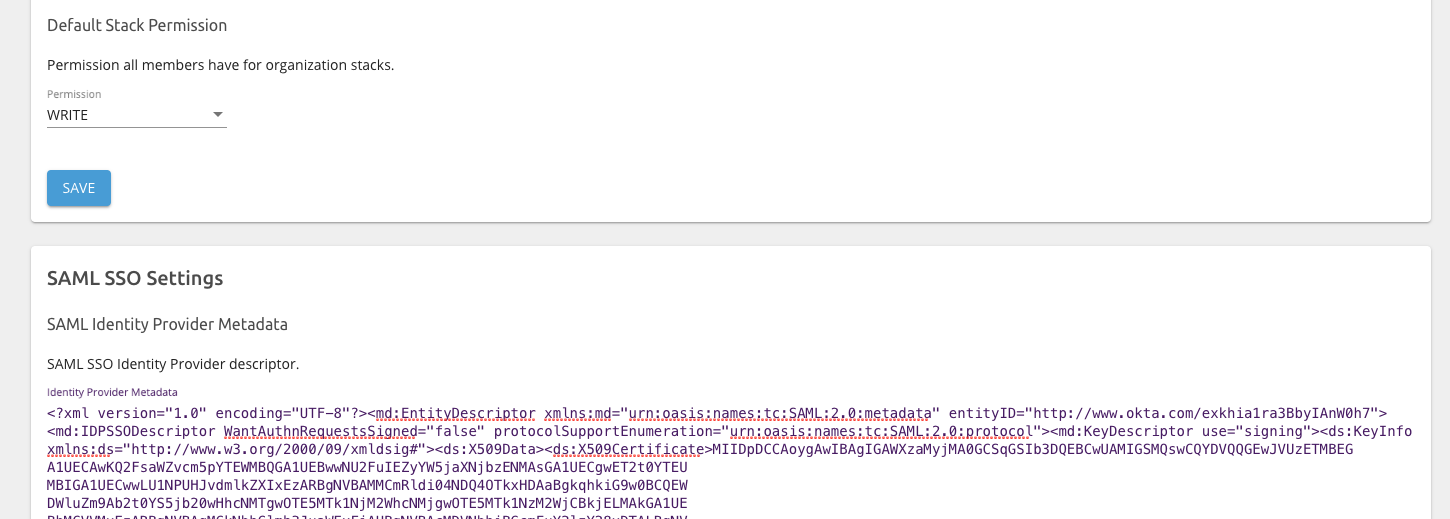 Default Stack Permission
Permission all members have for organization stacks.
Permission
WRITE
SAVE
SAML SSO Settings
SAML Identity Provider Metadata
SAML SSO Identity Provider descriptor.
Identity Provider Metadata
<?xml version="1.0" encoding="UTF-8"?><md:EntityDescriptor xmlns:md="urn:oasis:names:tc:SAML:2.0:metadata" entityID="http://www.okta.com/exkhia1ra3BbyIAnW0h7">
<md:IDPSSODescriptor WantAuthnRequestsSigned="false" protocolSupportEnumeration="urn:oasis:names:tc:SAML:2.0:protocol"><md:KeyDescriptor use="signing"><ds:KeyInfo
xmlns:ds="http://www.w3.org/2000/09/xmldsig#"><ds:X509Data><ds:X509Certificate>MIIDpDCCAoygAwIBAgIGAWXzaMyjMA0GCSqGSIb3DQEBCwUAMIGSMQswCQYDVQQGEwJVUzETMBEG
A1UECAwKQ2FsaWZvcm5pYTEWMBQGA1UEBwwNU2FuIEZyYW5jaXNjbzENMAsGA1UECgwET2t0YTEU
MBIGA1UECwwLU1NPUHJvdmlkZXIxEzARBgNVBAMMCmRldi04NDQ4OTkxHDAaBgkqhkiG9w0BCQEW
DWluZm9Ab2t0YS5jb20wHhcNMTgwOTE5MTk1NjM2WhcNMjgwOTE5MTk1NzM2WjCBkjELMAkGA1UE